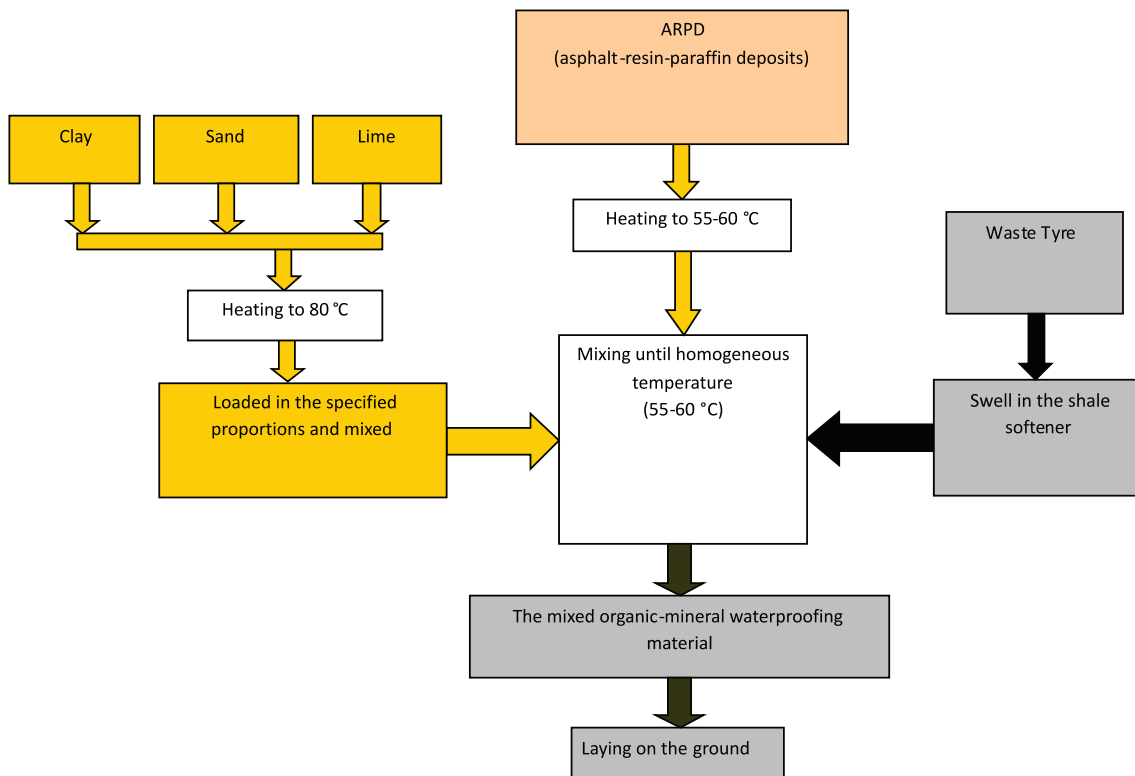 ARPD
(asphalt-resin-paraffin deposits)
Clay
Sand
Lime
Heating to 55-60 °C
Waste Tyre
Heating to 80 °C
Mixing until homogeneous
temperature
(55-60 °C)
Loaded in the specified
proportions and mixed
Swell in the shale
softener
The mixed organic-mineral waterproofing
material
Laying on the ground